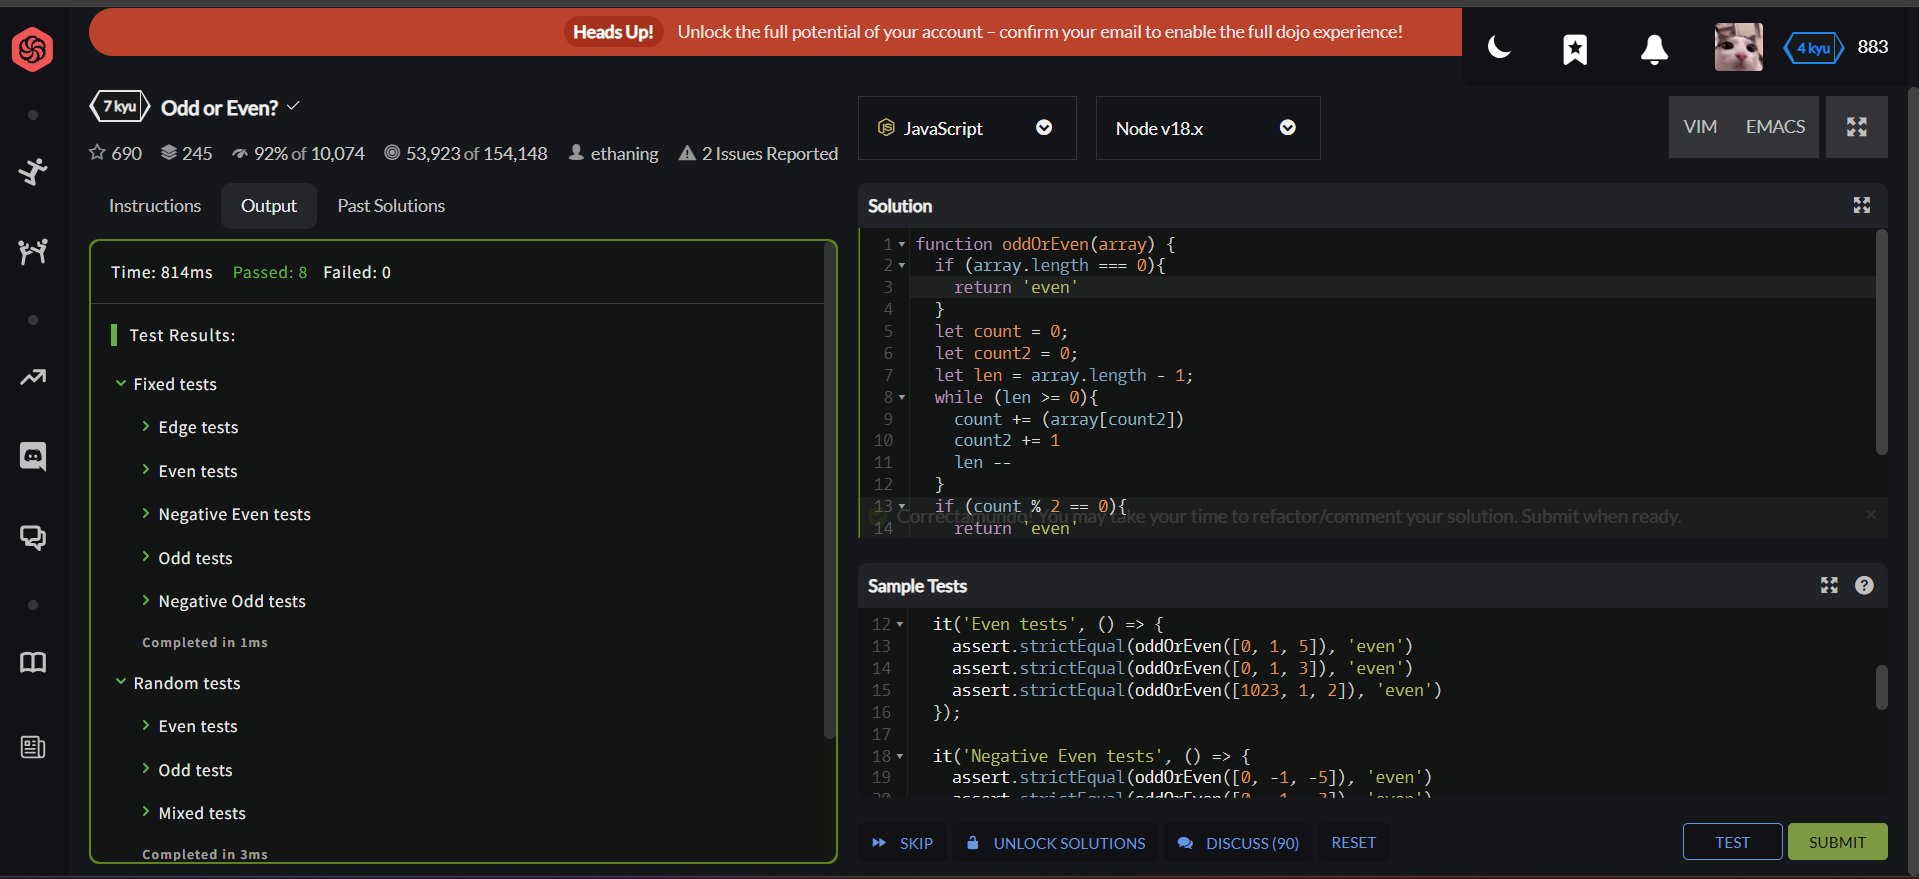 Heads Up! Unlock the full potential of your account – confirm your email to enable the full dojo experience!
4 kyu 883
7 kyu Odd or Even?
690 245 92% of 10,074 53,923 of 154,148 ethaning 2 Issues Reported
JavaScript
Node v18.x
VIM EMACS
Instructions Output Past Solutions
Time: 814ms Passed: 8 Failed: 0
Test Results:
Fixed tests
Edge tests
Even tests
Negative Even tests
Odd tests
Negative Odd tests
Completed in 1ms
Random tests
Even tests
Odd tests
Mixed tests
Completed in 3ms
Solution
1 function oddOrEven(array) {
2 if (array.length === 0){
3 return 'even'
4 }
5 let count = 0;
6 let count2 = 0;
7 let len = array.length - 1;
8 while (len >= 0){
9 count += (array[count2])
10 count2 += 1
11 len --
12 }
13 if (count % 2 == 0){
Correctamundo! You may take your time to refactor/comment your solution. Submit when ready.
14 return 'even'
Sample Tests
12 it('Even tests', () => {
13 assert.strictEqual(oddOrEven([0, 1, 5]), 'even')
14 assert.strictEqual(oddOrEven([0, 1, 3]), 'even')
15 assert.strictEqual(oddOrEven([1023, 1, 2]), 'even')
16 });
17
18 it('Negative Even tests', () => {
19 assert.strictEqual(oddOrEven([0, -1, -5]), 'even')
20 assert.strictEqual(oddOrEven([0, -1, -3]), 'even')
SKIP UNLOCK SOLUTIONS DISCUSS (90) RESET TEST SUBMIT